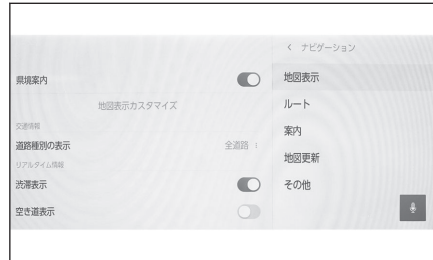 県境案内
地図表示カスタマイズ
交通情報
道路種別の表示
全道路
リアルタイム情報
渋滞表示
空き道表示
ナビゲーション
地図表示
ルート
案内
地図更新
その他